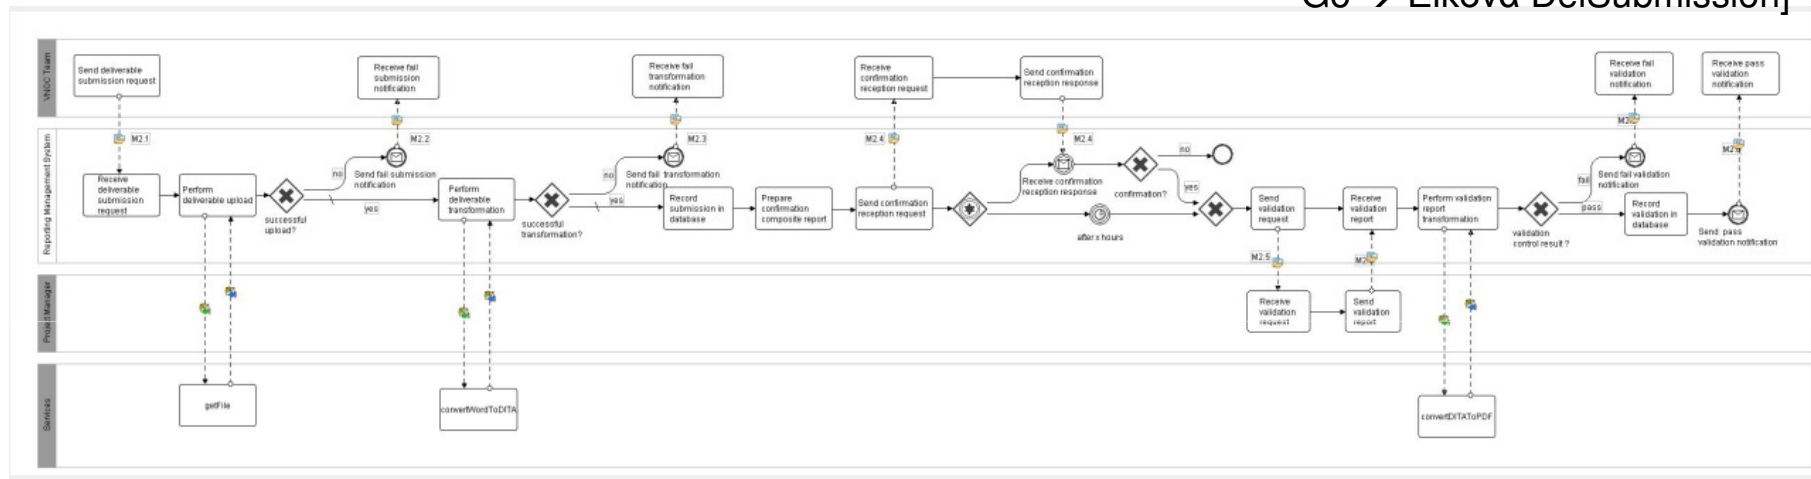 VNOC Team
Send deliverable
submission request
Receive fail
submission
notification
Receive fail
transformation
notification
Receive
confirmation
reception request
Send confirmation
reception response
Receive fail
validation
notification
Receive pass
validation
notification
Reporting Management System
M2.1
M2.2
M2.3
M2.4
M2.4
Receive
deliverable
submission
request
Perform
deliverable upload
successful
upload?
no
yes
Send fail submission
notification
Perform
deliverable
transformation
successful
transformation?
no
yes
Send fail transformation
notification
Record
submission in
database
Prepare
confirmation
composite report
Send confirmation
reception request
Receive confirmation
reception response
after x hours
confirmation?
no
yes
Send
validation
request
Receive
validation
report
Perform validation
report
transformation
validation
control result ?
fail
pass
Send fail validation
notification
Record
validation in
database
Send pass
validation notification
M2.5
Project Manager
Receive
validation
request
Send
validation
report
Services
getFile
convertWordToDITA
convertDITAToPDF